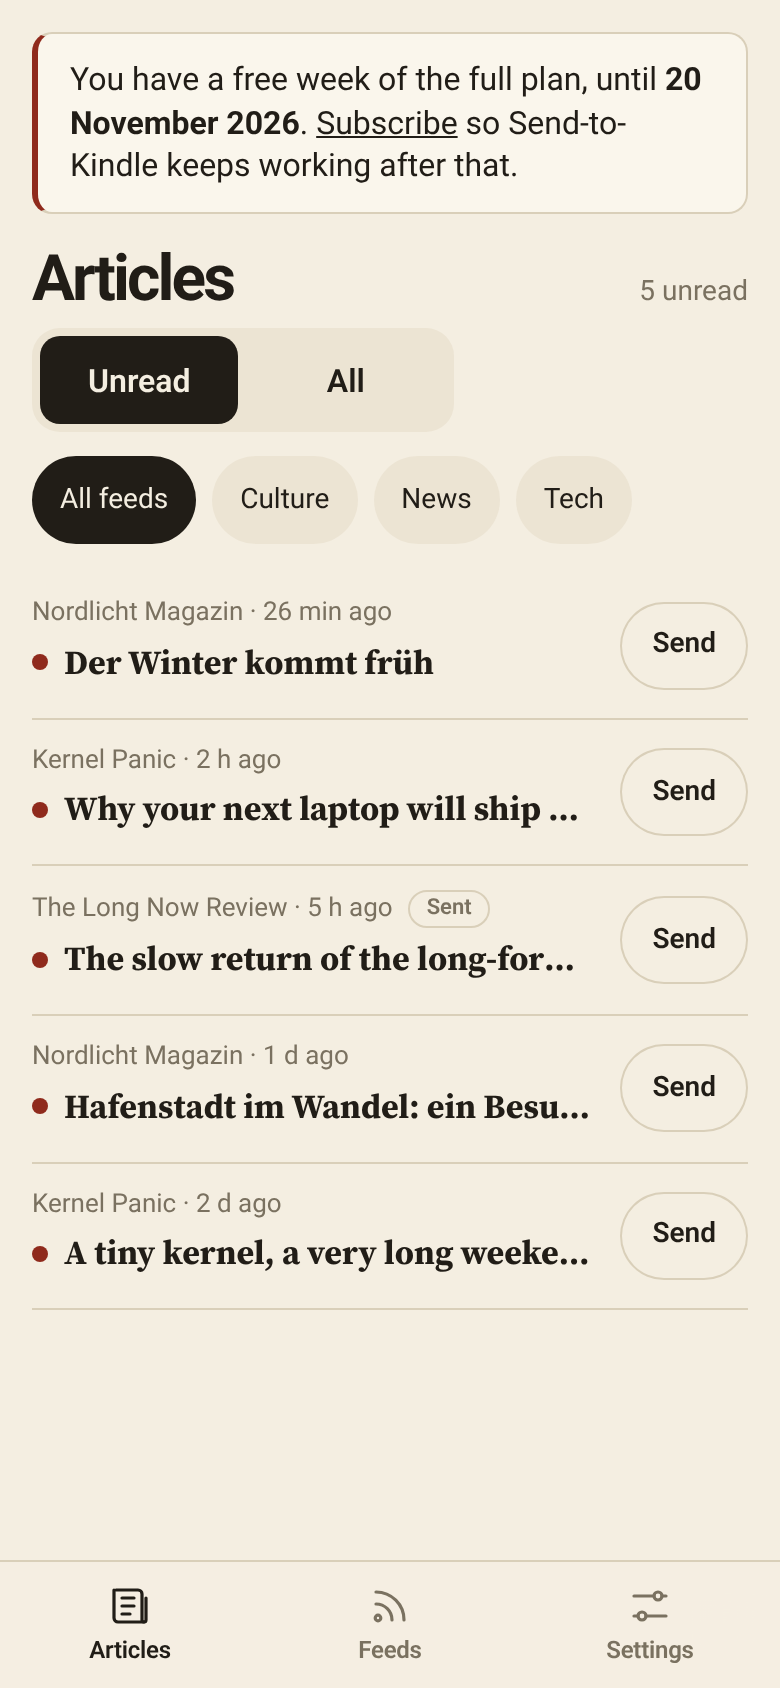 You have a free week of the full plan, until 20
November 2026. Subscribe so Send-to-
Kindle keeps working after that.
Articles
5 unread
Unread
All
All feeds
Culture
News
Tech
Nordlicht Magazin · 26 min ago
Der Winter kommt früh
Send
Kernel Panic · 2 h ago
Why your next laptop will ship ...
Send
The Long Now Review · 5 h ago
Sent
The slow return of the long-for...
Send
Nordlicht Magazin · 1 d ago
Hafenstadt im Wandel: ein Besu...
Send
Kernel Panic · 2 d ago
A tiny kernel, a very long weeke...
Send
Articles
Feeds
Settings